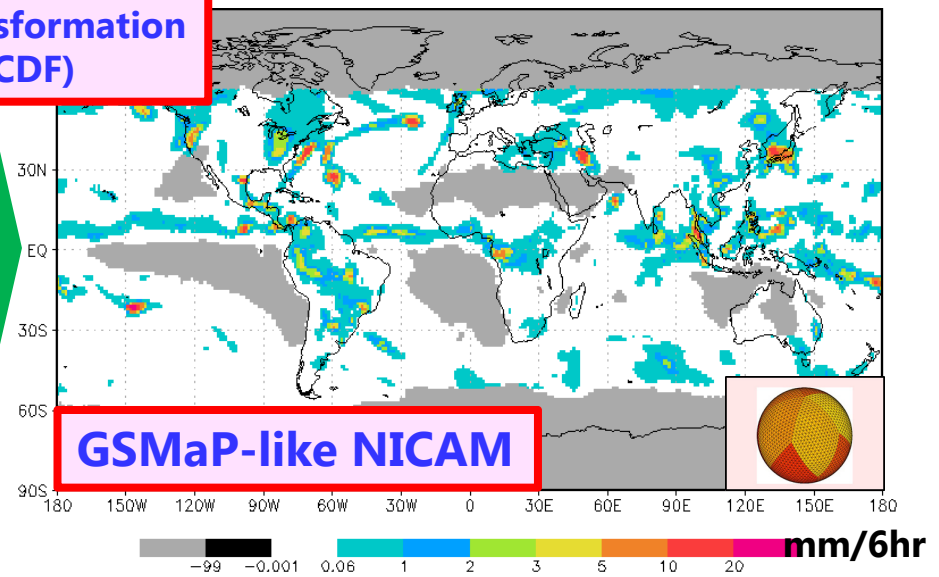 sformation
CDF)
30N
EQ
30S
60S
90S
GSMaP-like NICAM
180 150W 120W 90W 60W 30W 0 30E 60E 90E 120E 150E 180
mm/6hr
−99 −0.001 0.06 1 2 3 5 10 20